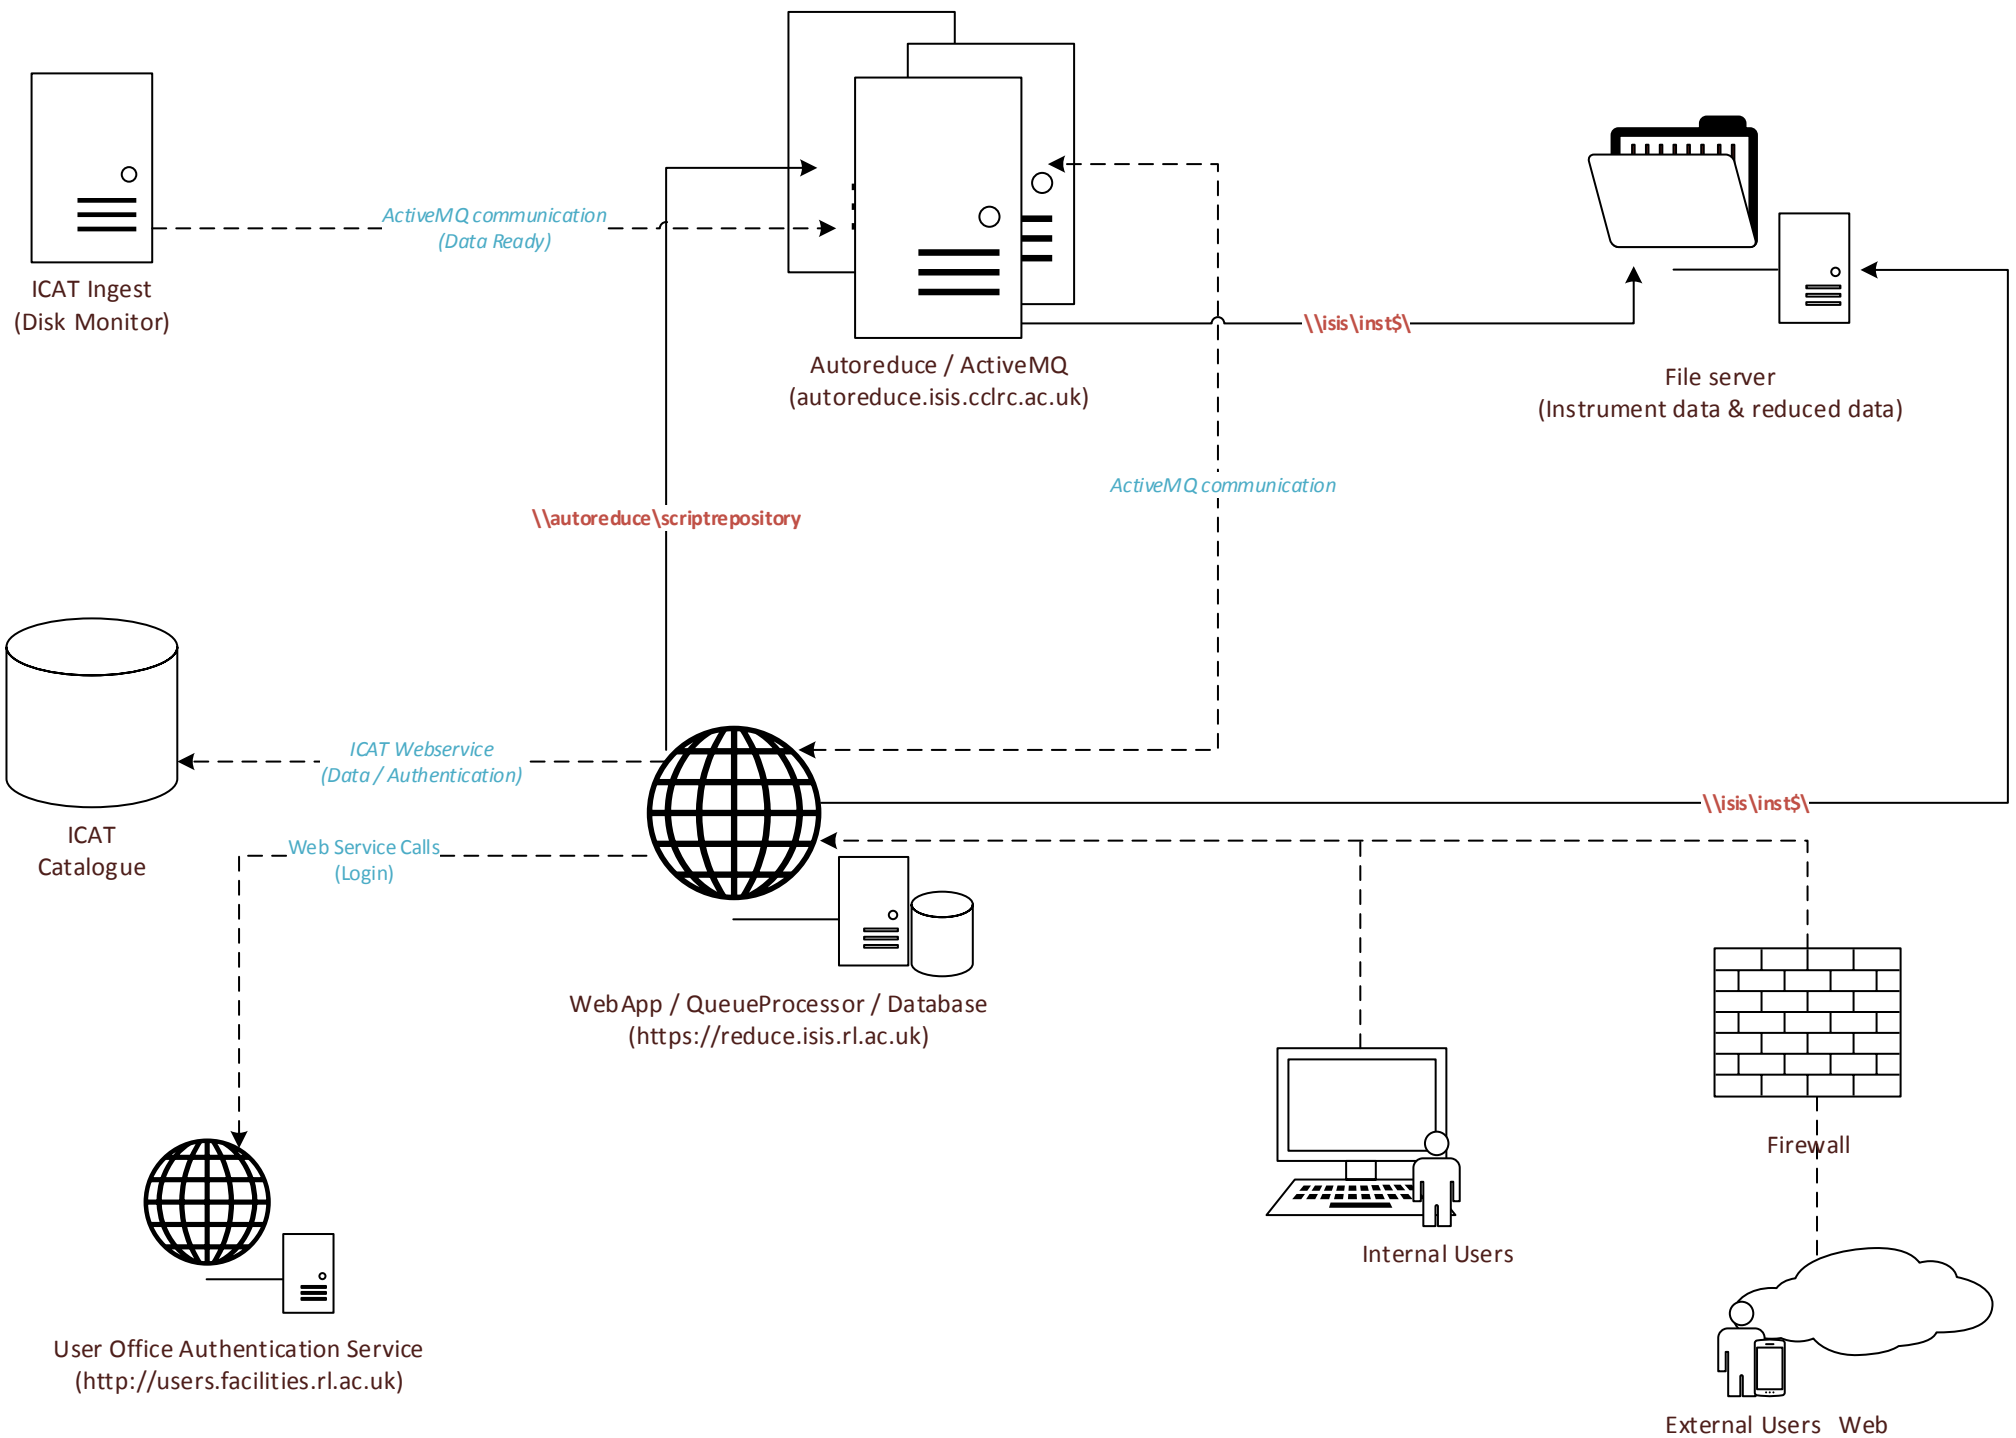 ActiveMQ communication
(Data Ready)
ICAT Ingest
(Disk Monitor)
\\isis\inst$\
Autoreduce / ActiveMQ
(autoreduce.isis.cclrc.ac.uk)
File server
(Instrument data & reduced data)
ActiveMQ communication
\\autoreduce\scriptrepository
ICAT Webservice
(Data / Authentication)
\\isis\inst$\
ICAT
Catalogue
Web Service Calls
(Login)
WebApp / QueueProcessor / Database
(https://reduce.isis.rl.ac.uk)
Firewall
Internal Users
User Office Authentication Service
(http://users.facilities.rl.ac.uk)
External Users Web